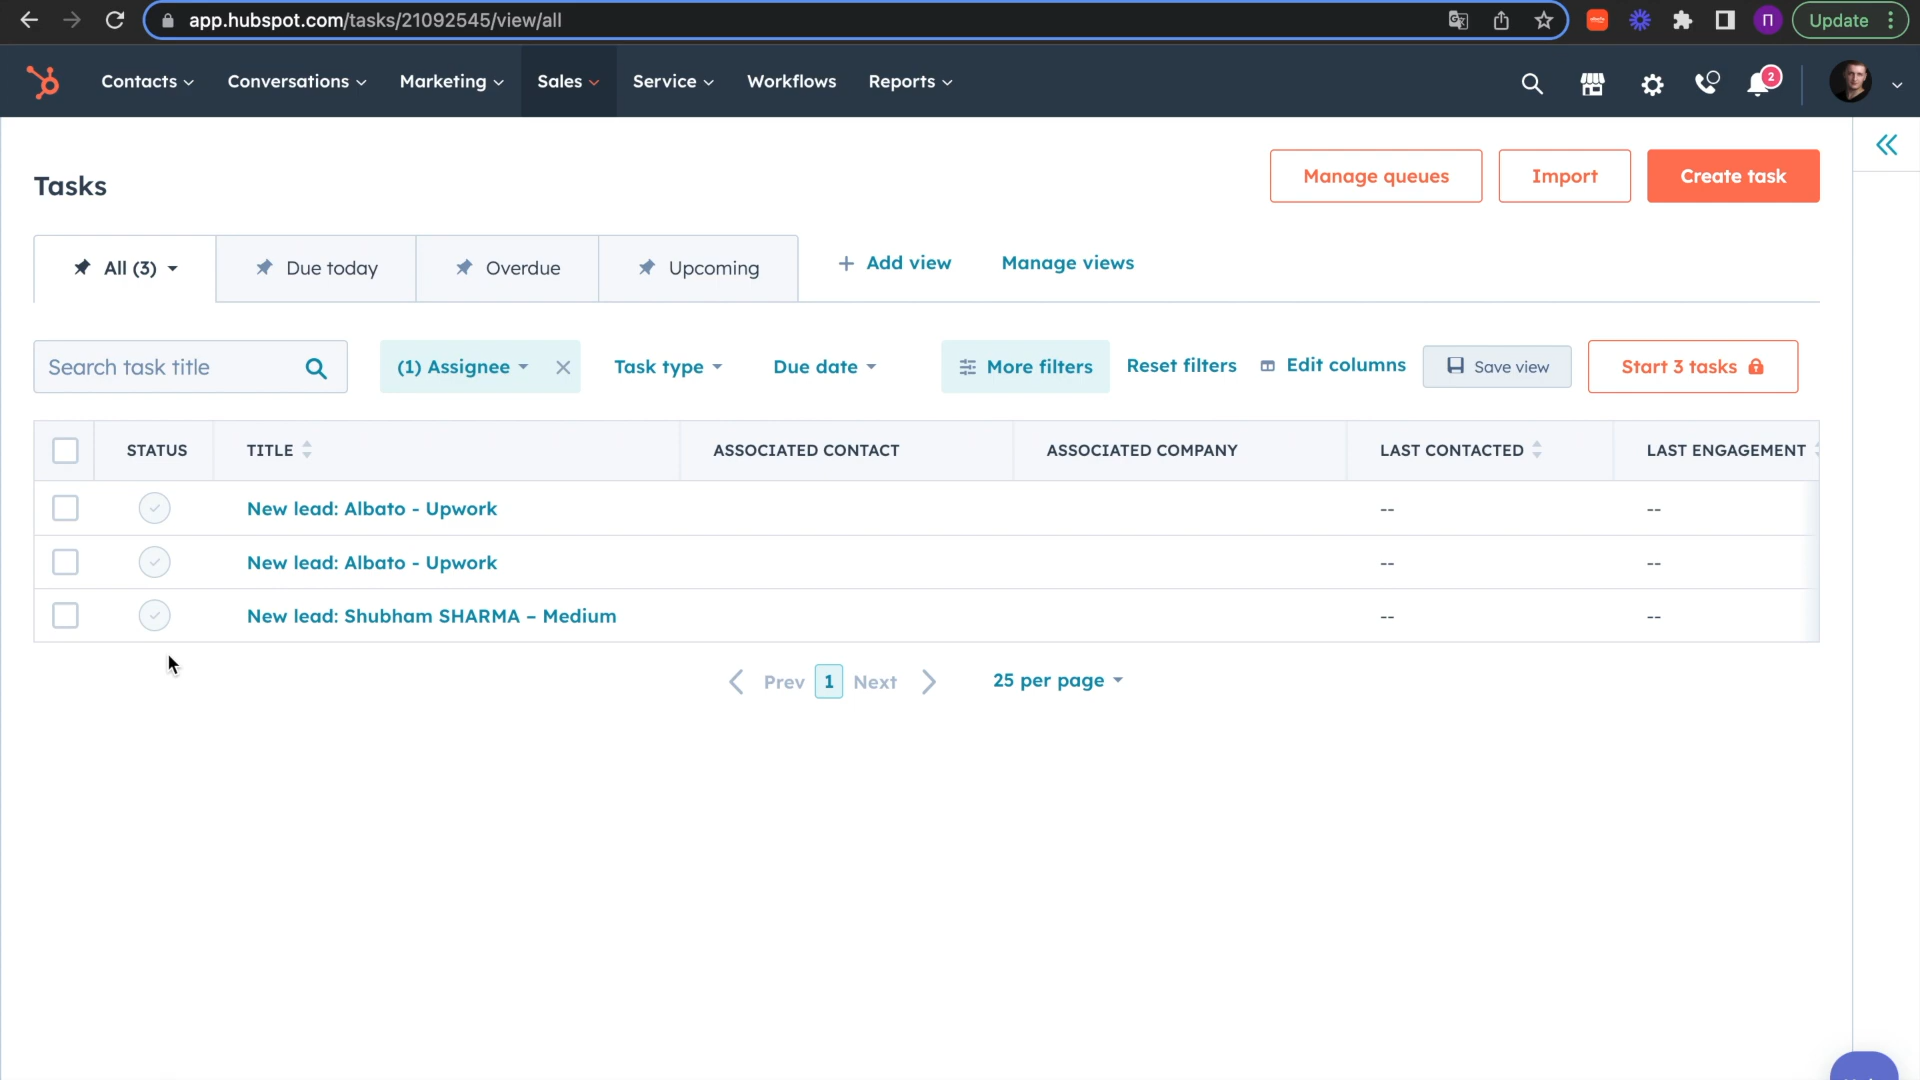 app.hubspot.com/tasks/21092545/view/all
П
Update
Contacts
Conversations
Marketing
Sales
Service
Workflows
Reports
2
Tasks
Manage queues
Import
Create task
All (3)
Due today
Overdue
Upcoming
+ Add view
Manage views
Search task title
(1) Assignee
Task type
Due date
More filters
Reset filters
Edit columns
Save view
Start 3 tasks
STATUS
TITLE
ASSOCIATED CONTACT
ASSOCIATED COMPANY
LAST CONTACTED
LAST ENGAGEMENT
New lead: Albato - Upwork
--
--
New lead: Albato - Upwork
--
--
New lead: Shubham SHARMA – Medium
--
--
Prev
1
Next
25 per page